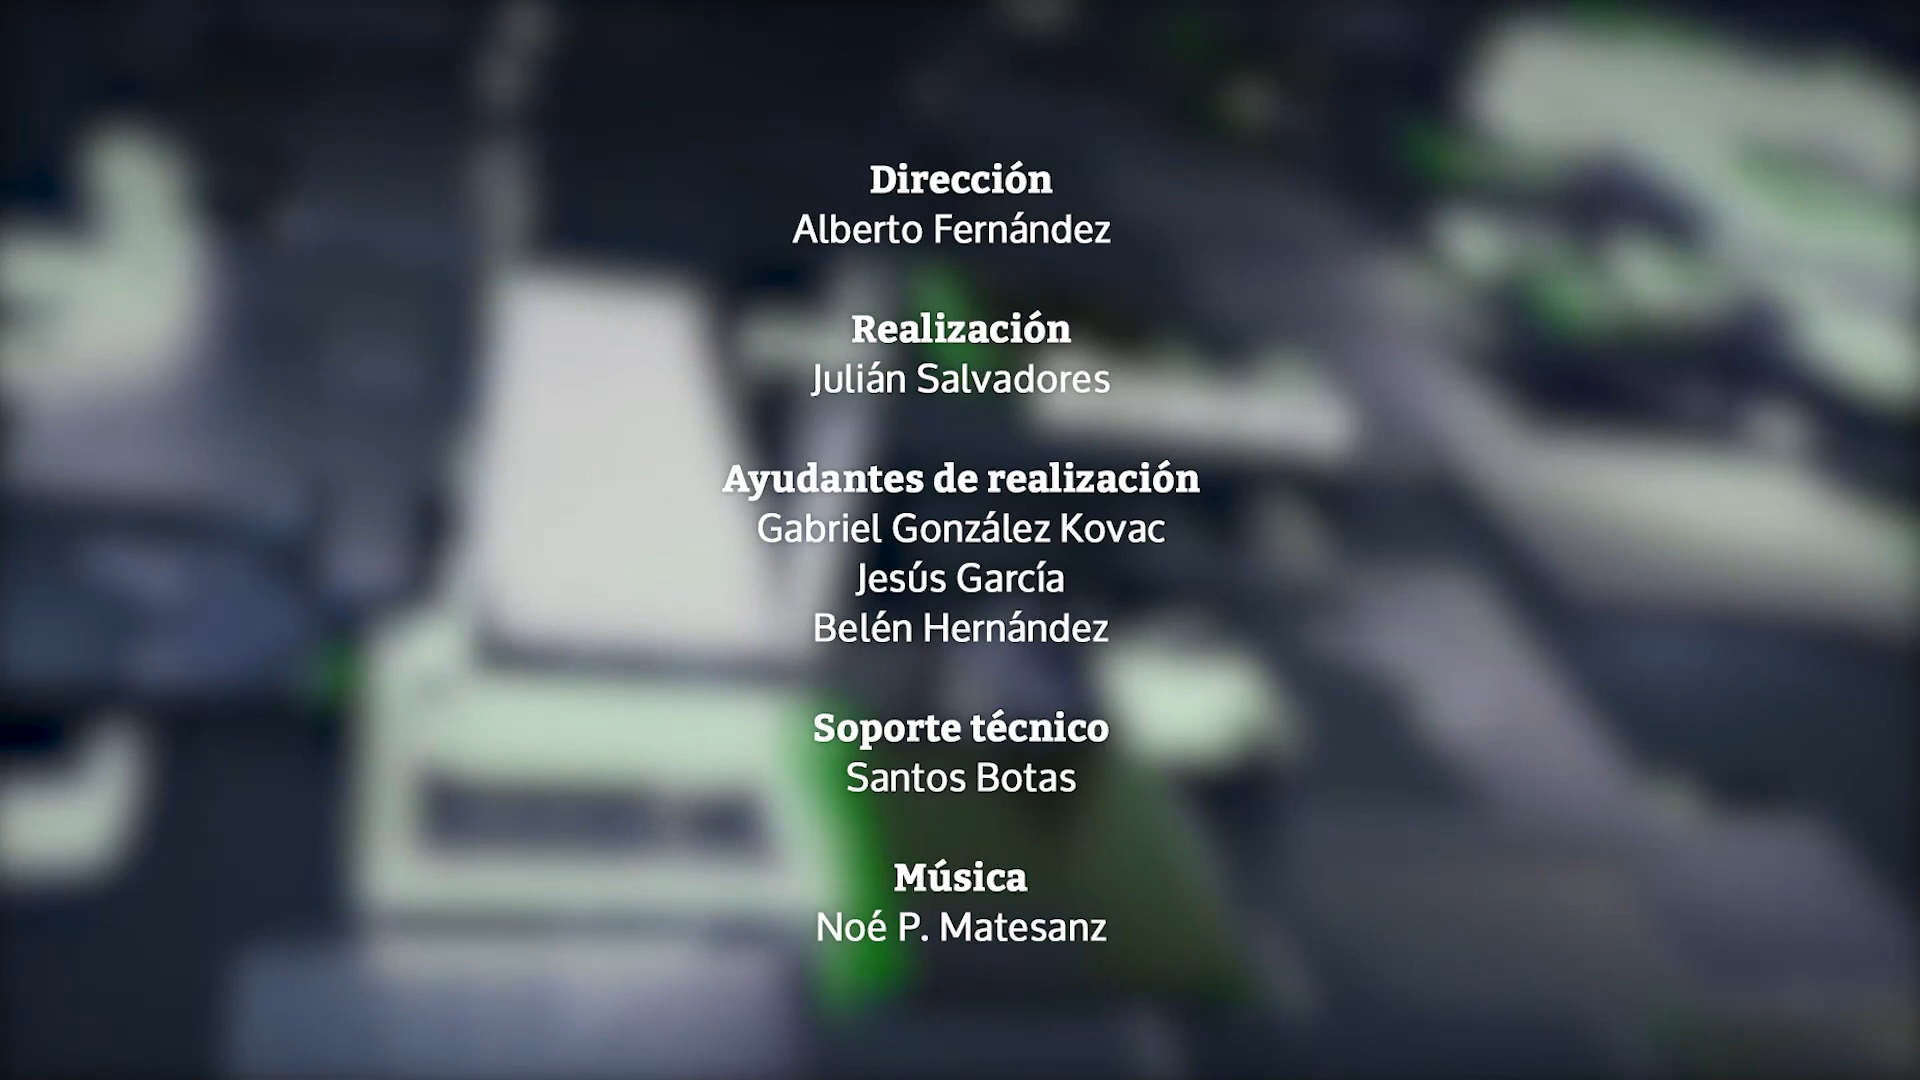 Dirección
Alberto Fernández
Realización
Julián Salvadores
Ayudantes de realización
Gabriel González Kovac
Jesús García
Belén Hernández
Soporte técnico
Santos Botas
Música
Noé P. Matesanz